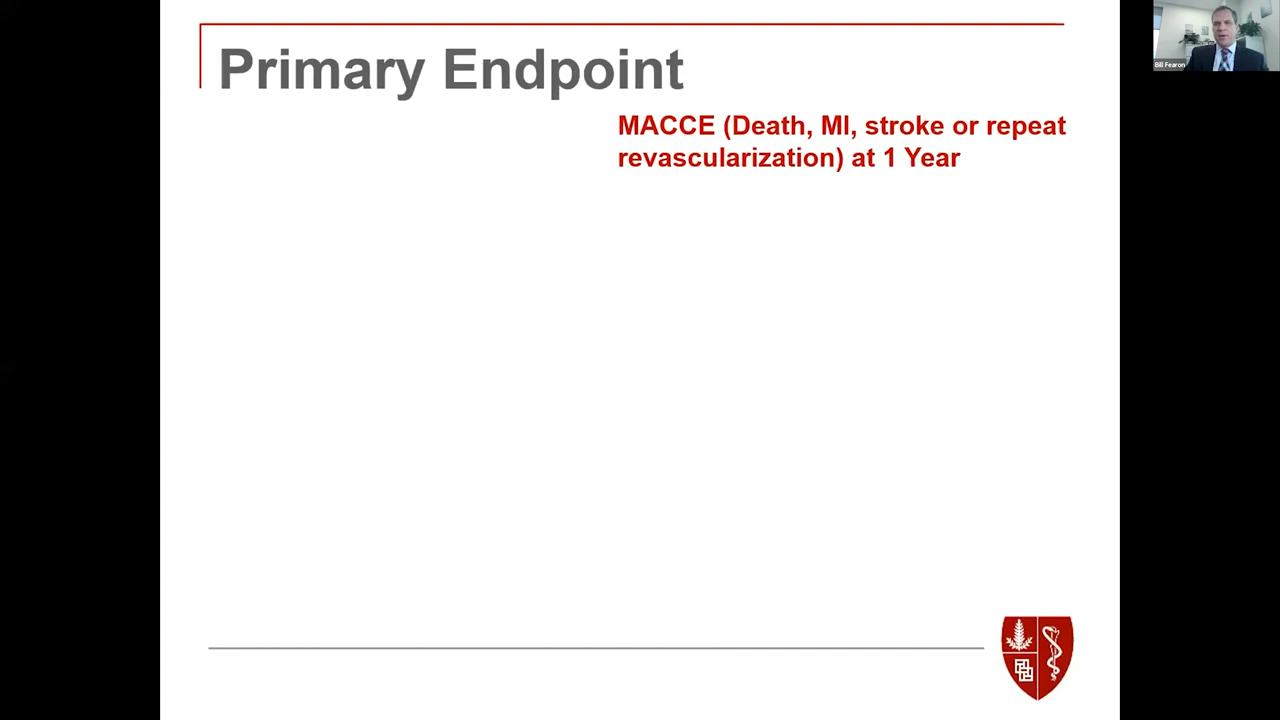 Primary Endpoint
MACCE (Death, MI, stroke or repeat
revascularization) at 1 Year
Bill Fearon